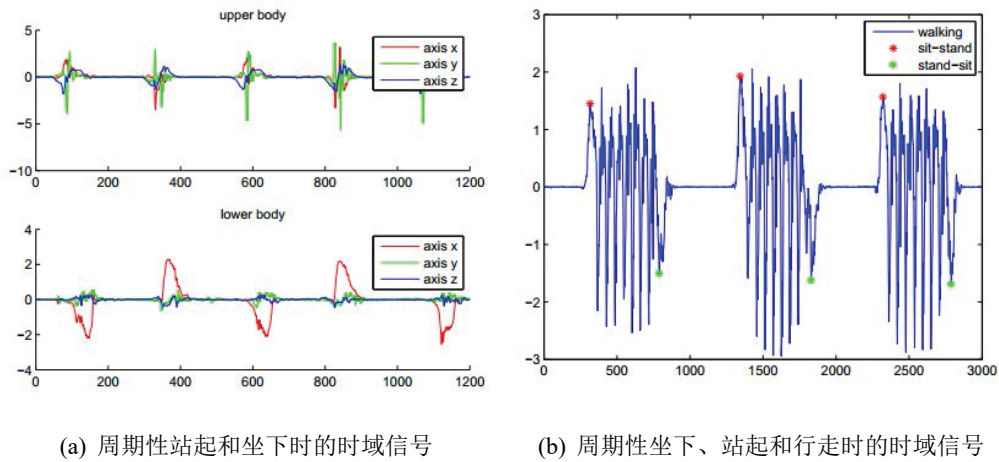 upper body
5
0
−5
−10
0 200 400 600 800 1000 1200
axis x
axis y
axis z
lower body
4
2
0
−2
−4
0 200 400 600 800 1000 1200
axis x
axis y
axis z
(a) 周期性站起和坐下时的时域信号
3
2
1
0
−1
−2
−3
0 500 1000 1500 2000 2500 3000
walking
sit−stand
stand−sit
(b) 周期性坐下、站起和行走时的时域信号